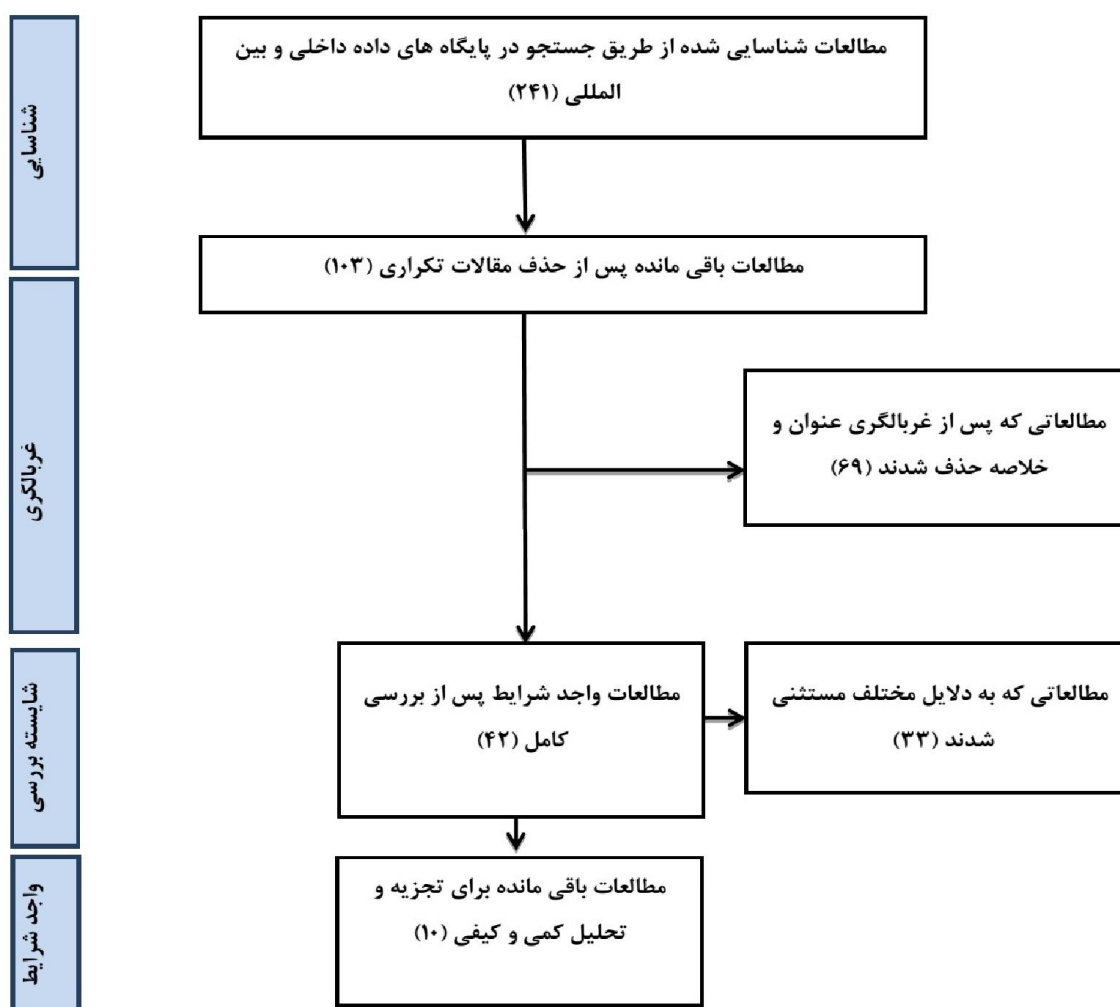 شناسایی
مطالعات شناسایی شده از طریق جستجو در پایگاه های داده داخلی و بین
المللی (۲۴۱)
مطالعات باقی مانده پس از حذف مقالات تکراری (۱۰۳)
غربالگری
مطالعاتی که پس از غربالگری عنوان و
خلاصه حذف شدند (۶۹)
شایسته بررسی
مطالعات واجد شرایط پس از بررسی
کامل (۴۲)
مطالعاتی که به دلایل مختلف مستثنی
شدند (۳۳)
واجد شرایط
مطالعات باقی مانده برای تجزیه و
تحلیل کمی و کیفی (۱۰)